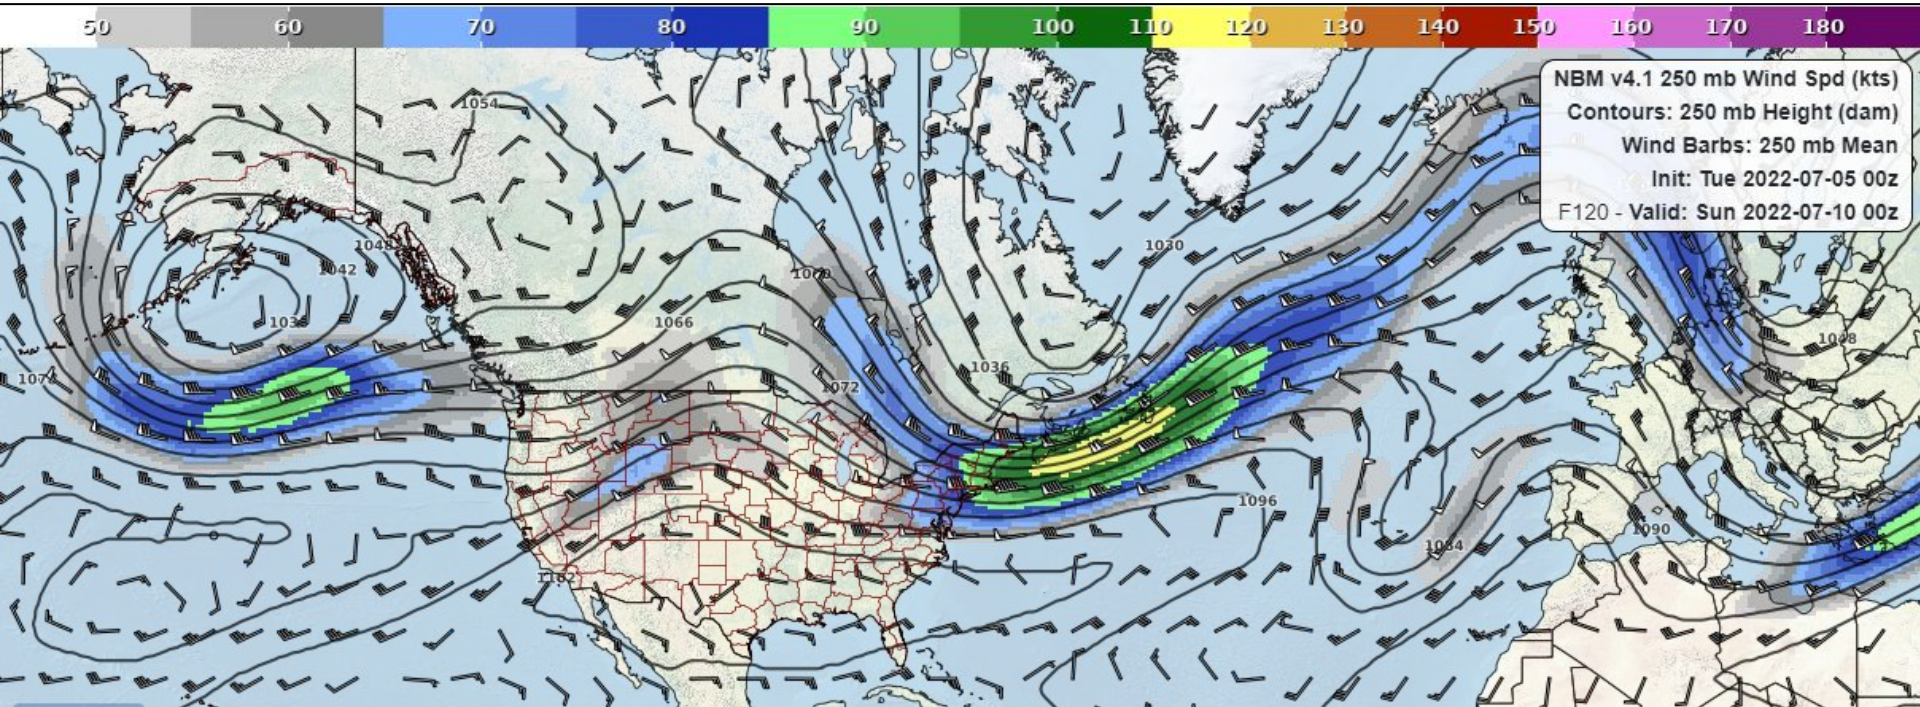 50 60 70 80 90 100 110 120 130 140 150 160 170 180
NBM v4.1 250 mb Wind Spd (kts)
Contours: 250 mb Height (dam)
Wind Barbs: 250 mb Mean
Init: Tue 2022-07-05 00z
F120 - Valid: Sun 2022-07-10 00z
1054
1048
1030
1042
1060
1066
1048
1036
1072
1096
1090